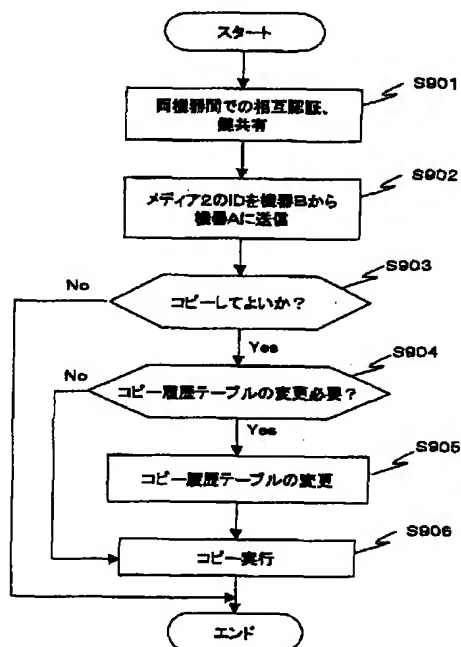 スタート
S901
両機器間での相互認証、
鍵共有
S902
メディア2のIDを機器Bから
機器Aに送信
S903
No
コピーしてよいか?
Yes
S904
No
コピー履歴テーブルの変更必要?
Yes
S905
コピー履歴テーブルの変更
S906
コピー実行
エンド